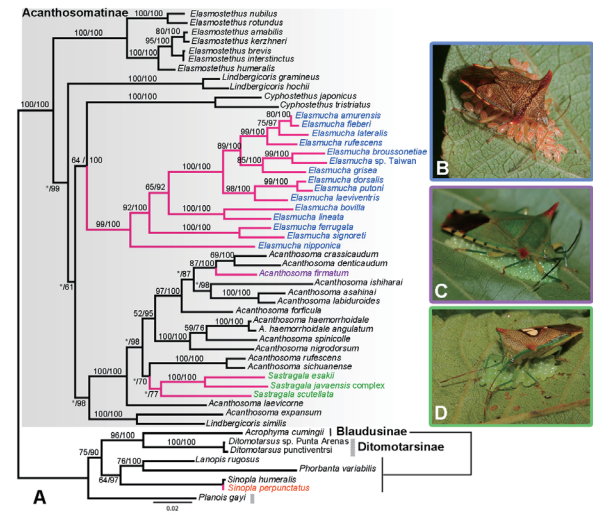 Acanthosomatinae
Elasmostethus nubilus
100/100
Elasmostethus rotundus
100/100
80/100
Elasmostethus amabilis
95/100
Elasmostethus kerzhneri
100/100
Elasmostethus brevis
Elasmostethus interstinctus
Elasmostethus humeralis
100/100
Lindbergicoris gramineus
Lindbergicoris hochii
100/100
100/100
Cyphostethus japonicus
Cyphostethus tristriatus
80/100
Elasmucha amurensis
75/97
Elasmucha fieberi
99/100
Elasmucha lateralis
Elasmucha rufescens
89/100
99/100
Elasmucha broussonetiae
85/100
Elasmucha sp. Taiwan
64 / 100
100/100
Elasmucha grisea
99/100
Elasmucha dorsalis
98/100
Elasmucha putoni
*/99
65/92
Elasmucha laeviventris
92/100
100/100
Elasmucha bovilla
Elasmucha lineata
99/100
100/100
Elasmucha ferrugata
Elasmucha signoreti
Elasmucha nipponica
69/100
Acanthosoma crassicaudum
87/100
Acanthosoma denticaudum
*/87
Acanthosoma firmatum
*/61
*/98
Acanthosoma ishiharai
97/100
100/100
Acanthosoma asahinai
Acanthosoma labiduroides
Acanthosoma forficula
52/95
100/100
Acanthosoma haemorrhoidale
59/76
A. haemorrhoidale angulatum
100/100
Acanthosoma spinicolle
*/98
Acanthosoma nigrodorsum
100/100
Acanthosoma rufescens
Acanthosoma sichuanense
*/70
100/100
Sastragala esakii
Sastragala javaensis complex
*/77
Sastragala scutellata
*/98
Acanthosoma laevicorne
100/100
Acanthosoma expansum
Lindbergicoris similis
96/100
Acrophyma cumingii
Blaudusinae
75/90
100/100
Ditomotarsus sp. Punta Arenas
Ditomotarsus punctiventrsi
Ditomotarsinae
76/100
Lanopis rugosus
Phorbanta variabilis
64/97
100/100
Sinopla humeralis
Sinopla perpunctatus
Planois gayi
A
0.02
B
C
D